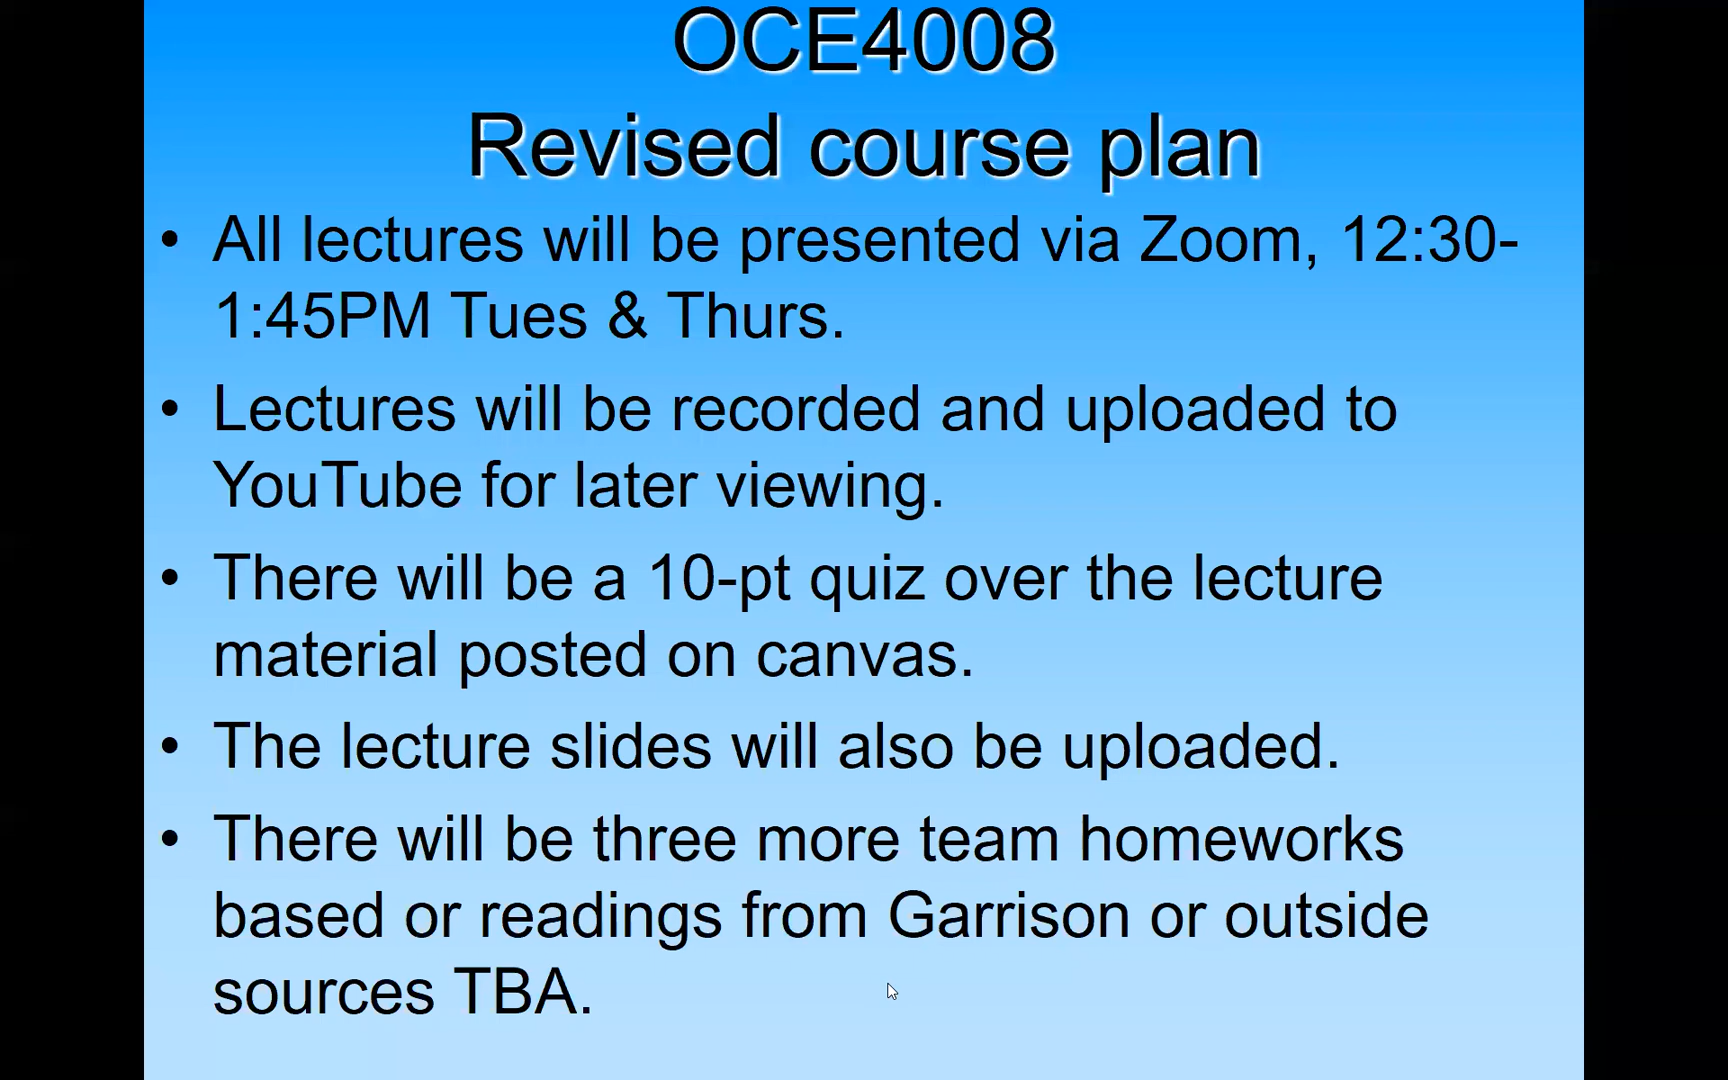 OCE4008
Revised course plan
• All lectures will be presented via Zoom, 12:30-
1:45PM Tues & Thurs.
• Lectures will be recorded and uploaded to
YouTube for later viewing.
• There will be a 10-pt quiz over the lecture
material posted on canvas.
• The lecture slides will also be uploaded.
• There will be three more team homeworks
based or readings from Garrison or outside
sources TBA.